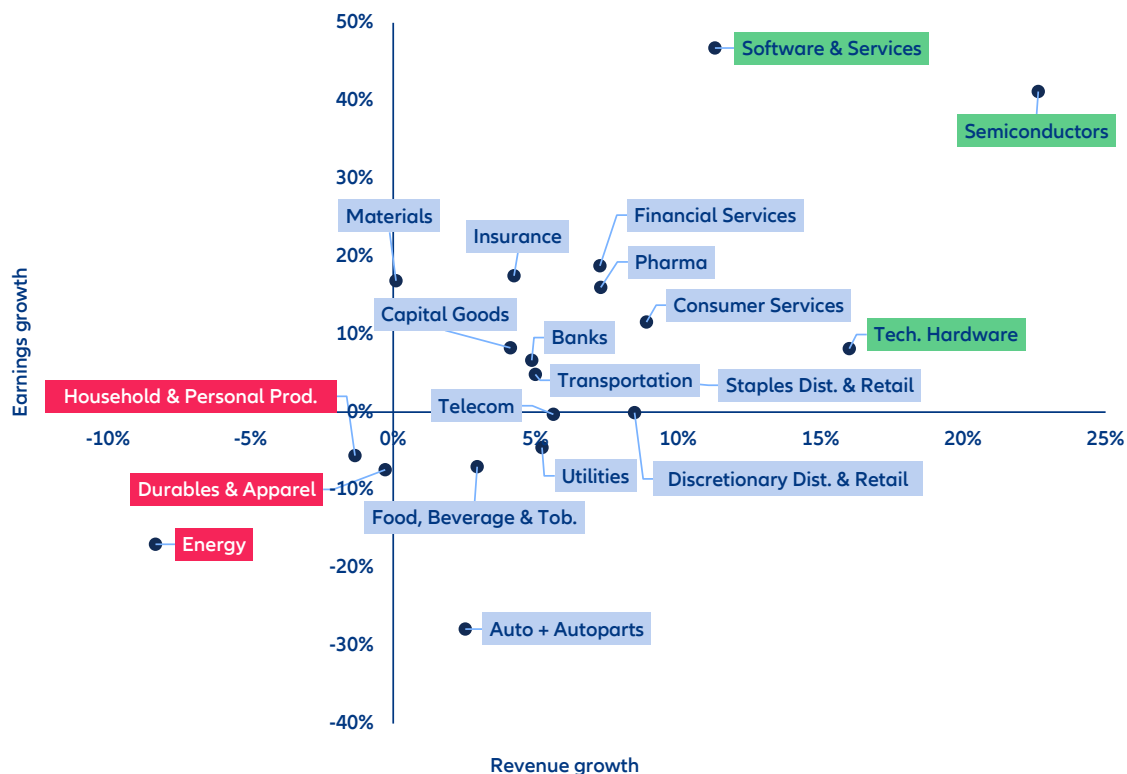 50%
Software & Services
40%
Semiconductors
30%
Materials
Financial Services
Insurance
20%
Pharma
Earnings growth
Capital Goods
Consumer Services
10%
Banks
Tech. Hardware
Transportation
Staples Dist. & Retail
Household & Personal Prod.
Telecom
0%
-10%
-5%
0%
5%
10%
15%
20%
25%
Utilities
Discretionary Dist. & Retail
Durables & Apparel
-10%
Food, Beverage & Tob.
Energy
-20%
Auto + Autoparts
-30%
-40%
Revenue growth